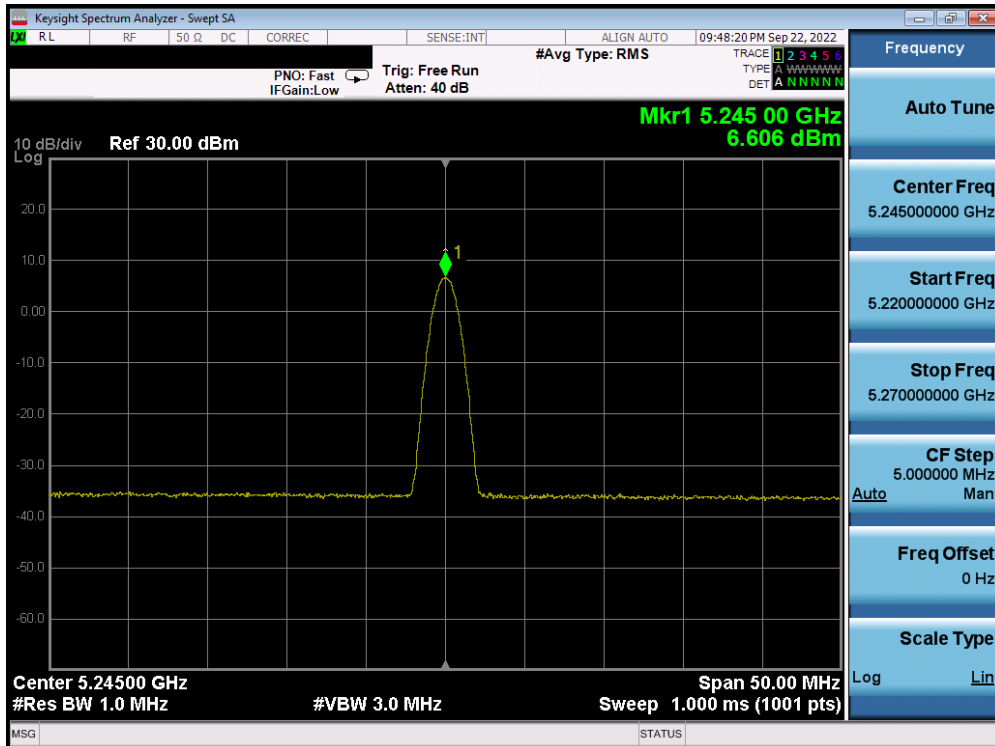 Keysight Spectrum Analyzer - Swept SA
LXI RL RF 50 Ω DC CORREC SENSE:INT ALIGN AUTO 09:48:20 PM Sep 22, 2022
PNO: Fast
IFGain:Low
Trig: Free Run
Atten: 40 dB
#Avg Type: RMS
TRACE 1 2 3 4 5 6
TYPE A WWWWW
DET A N N N N N
Mkr1 5.245 00 GHz
6.606 dBm
10 dB/div Ref 30.00 dBm
Log
20.0
10.0
1
0.00
-10.0
-20.0
-30.0
-40.0
-50.0
-60.0
Center 5.24500 GHz Span 50.00 MHz
#Res BW 1.0 MHz #VBW 3.0 MHz Sweep 1.000 ms (1001 pts)
MSG STATUS
Frequency
Auto Tune
Center Freq
5.245000000 GHz
Start Freq
5.220000000 GHz
Stop Freq
5.270000000 GHz
CF Step
5.000000 MHz
Auto Man
Freq Offset
0 Hz
Scale Type
Log Lin